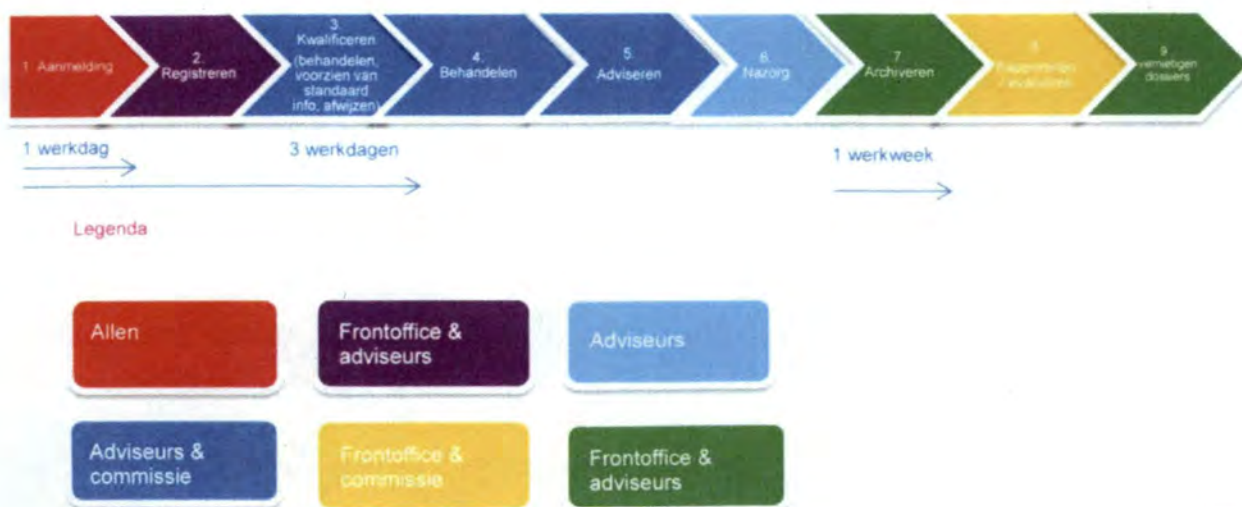 1. Aanmelding
2.
Registreren
3.
Kwalificeren
(behandelen,
voorzien van
standaard
info, afwijzen)
4.
Behandelen
5.
Adviseren
6.
Nazorg
7
Archiveren
9
vernietigen
dossiers
1 werkdag
3 werkdagen
1 werkweek
Legenda
Allen
Frontoffice &
adviseurs
Adviseurs
Adviseurs &
commissie
Frontoffice &
commissie
Frontoffice &
adviseurs